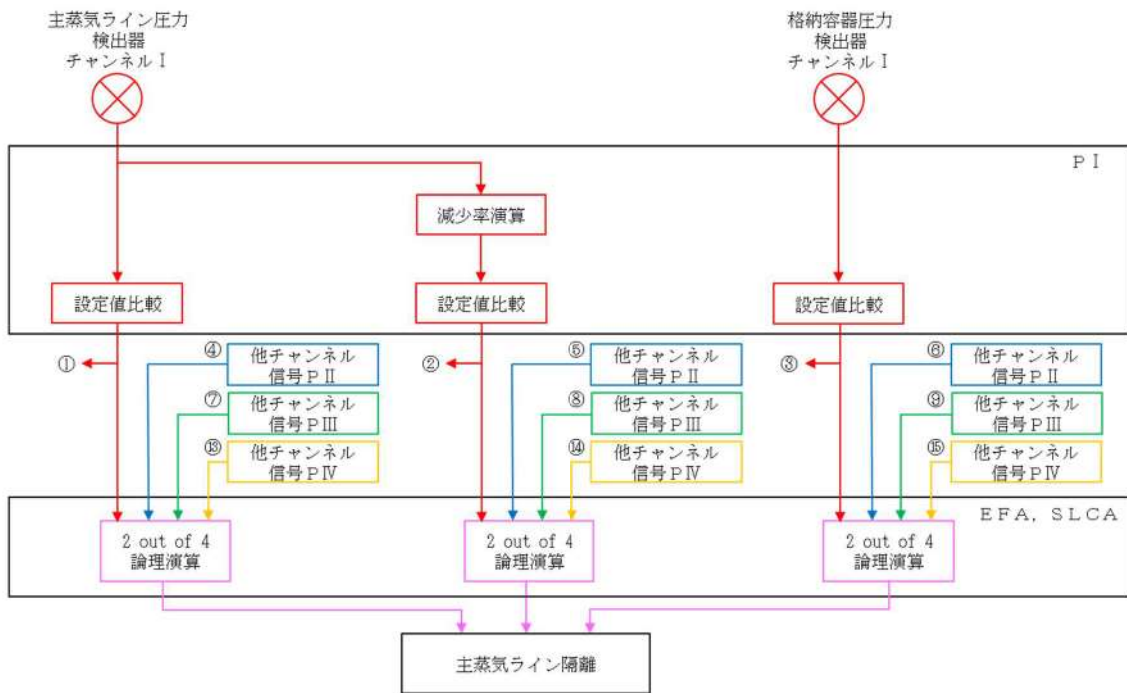 主蒸気ライン圧力
検出器
チャンネルⅠ
格納容器圧力
検出器
チャンネルⅠ
PⅠ
減少率演算
設定値比較
設定値比較
設定値比較
①
④
他チャンネル
信号PⅡ
②
⑤
他チャンネル
信号PⅡ
③
⑥
他チャンネル
信号PⅡ
⑦
他チャンネル
信号PⅢ
⑧
他チャンネル
信号PⅢ
⑨
他チャンネル
信号PⅢ
⑬
他チャンネル
信号PⅣ
⑭
他チャンネル
信号PⅣ
⑮
他チャンネル
信号PⅣ
EFA, SLCA
2 out of 4
論理演算
2 out of 4
論理演算
2 out of 4
論理演算
主蒸気ライン隔離